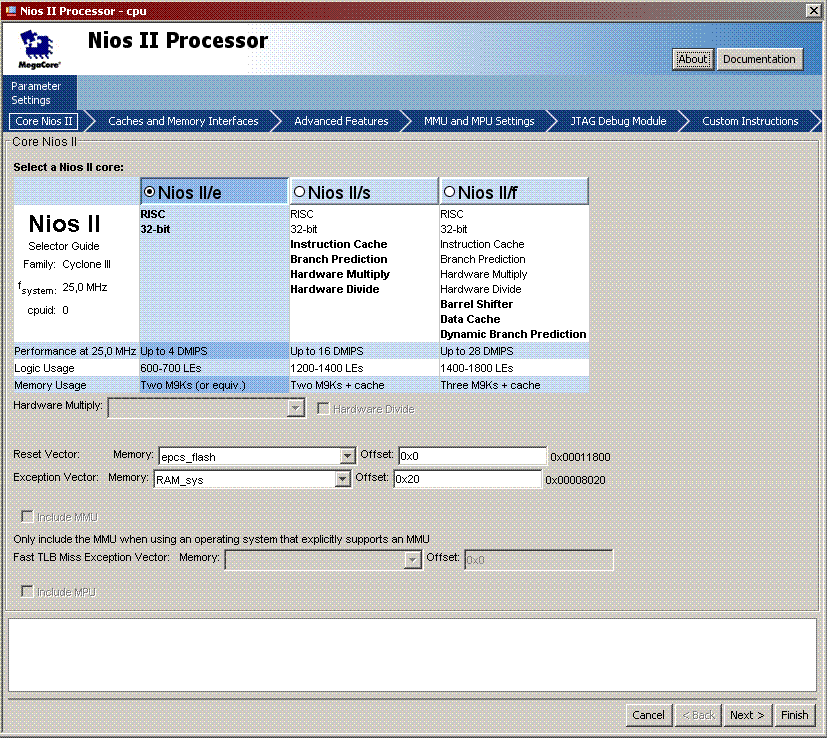 Nios II Processor - cpu
MegaCore'
Nios II Processor
About Documentation
Parameter
Settings
Core Nios II Caches and Memory Interfaces Advanced Features MMU and MPU Settings JTAG Debug Module Custom Instructions
Core Nios II
Select a Nios II core:
Nios II/e Nios II/s Nios II/f
Nios II
Selector Guide
Family: Cyclone III
fsystem: 25,0 MHz
cpuid: 0
RISC
32-bit
RISC
32-bit
Instruction Cache
Branch Prediction
Hardware Multiply
Hardware Divide
RISC
32-bit
Instruction Cache
Branch Prediction
Hardware Multiply
Hardware Divide
Barrel Shifter
Data Cache
Dynamic Branch Prediction
Performance at 25,0 MHz Up to 4 DMIPS Up to 16 DMIPS Up to 28 DMIPS
Logic Usage 600-700 LEs 1200-1400 LEs 1400-1800 LEs
Memory Usage Two M9Ks (or equiv.) Two M9Ks + cache Three M9Ks + cache
Hardware Multiply: Hardware Divide
Reset Vector: Memory: epcs_flash Offset: 0x0 0x00011800
Exception Vector: Memory: RAM_sys Offset: 0x20 0x00008020
Include MMU
Only include the MMU when using an operating system that explicitly supports an MMU
Fast TLB Miss Exception Vector: Memory: Offset: 0x0
Include MPU
Cancel < Back Next > Finish